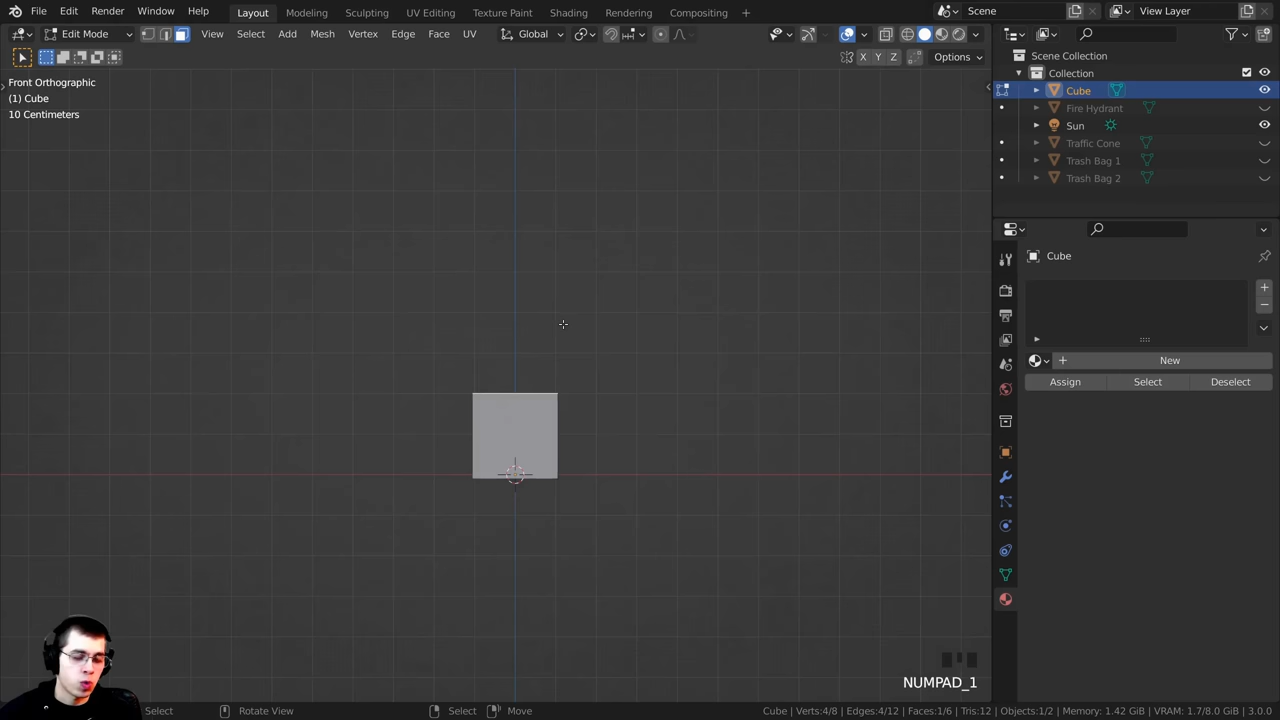 File Edit Render Window Help Layout Modeling Sculpting UV Editing Texture Paint Shading Rendering Compositing + Scene View Layer
Edit Mode View Select Add Mesh Vertex Edge Face UV Global
X Y Z Options
Front Orthographic
(1) Cube
10 Centimeters
Scene Collection
Collection
Cube
Fire Hydrant
Sun
Traffic Cone
Trash Bag 1
Trash Bag 2
Cube
+
−
+ New
Assign Select Deselect
NUMPAD_1
Select Rotate View Select Move Cube | Verts:4/8 | Edges:4/12 | Faces:1/6 | Tris:12 | Objects:1/2 | Memory: 1.42 GiB | VRAM: 1.7/8.0 GiB | 3.0.0